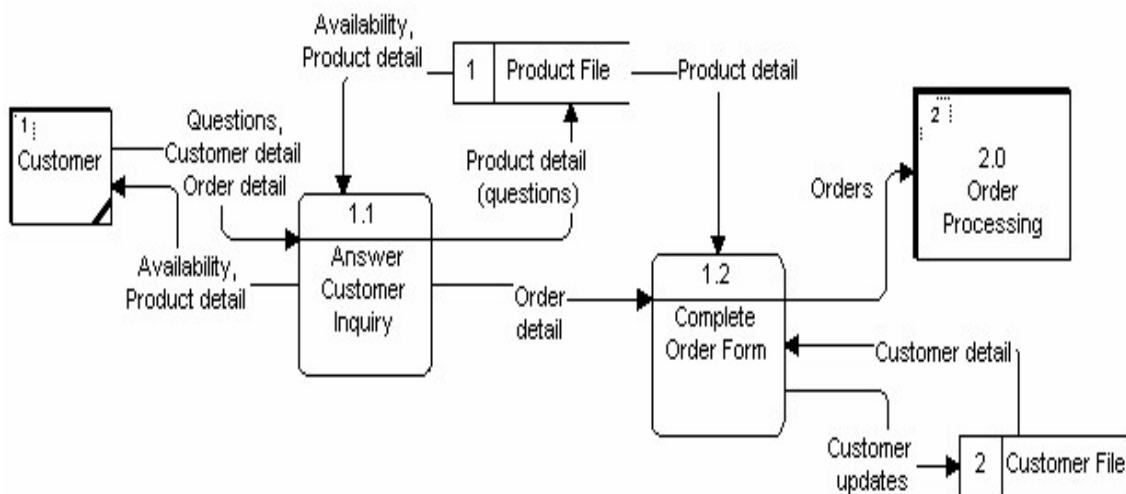 Availability,
Product detail
1 Product File
Product detail
1
Customer
Questions,
Customer detail
Order detail
Product detail
(questions)
2
2.0
Order
Processing
Orders
1.1
Answer
Customer
Inquiry
Availability,
Product detail
Order
detail
1.2
Complete
Order Form
Customer detail
Customer
updates
2 Customer File